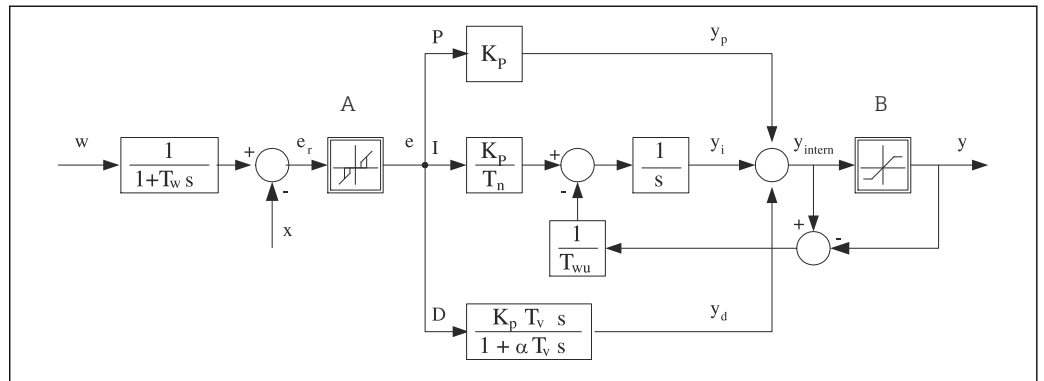 P
y_p
K_P
A
B
w
1
1+T_w s
+
-
x
e_r
e
I
K_P
T_n
+
-
1
s
y_i
y_intern
y
1
T_wu
+
-
D
K_p T_v s
1 + α T_v s
y_d